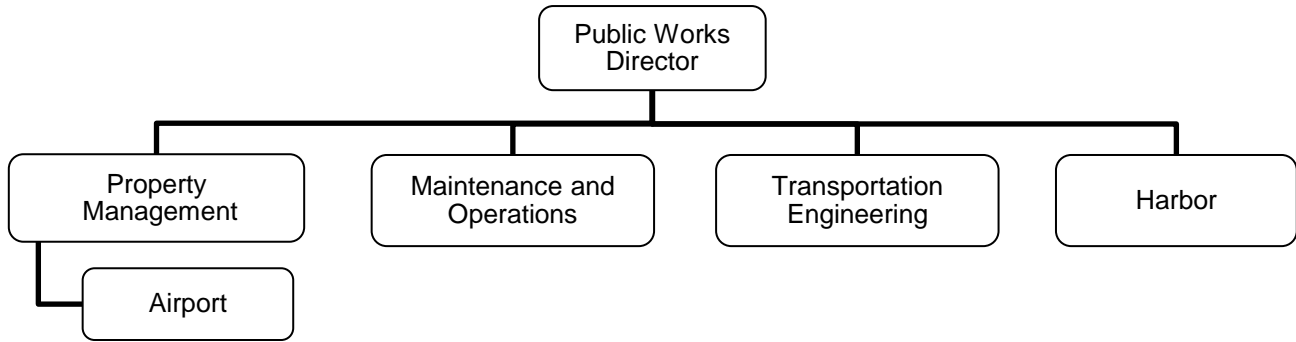 Public Works
Director
Property
Management
Maintenance and
Operations
Transportation
Engineering
Harbor
Airport